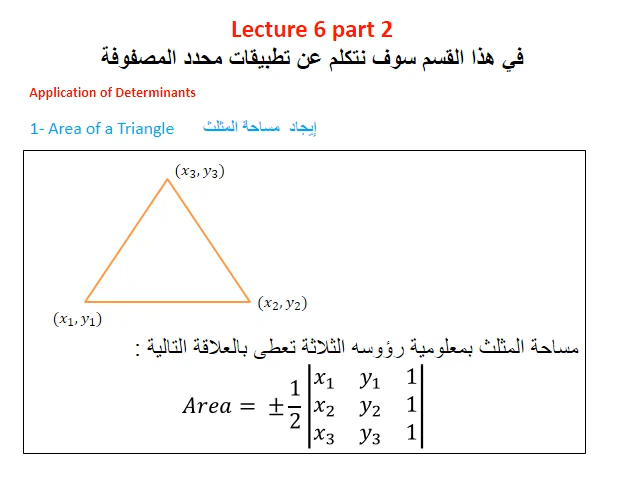 Lecture 6 part 2
في هذا القسم سوف نتكلم عن تطبيقات محدد المصفوفة
Application of Determinants
1- Area of a Triangle إيجاد مساحة المثلث
(x₃, y₃)
(x₂, y₂)
(x₁, y₁)
مساحة المثلث بمعلومية رؤوسه الثلاثة تعطى بالعلاقة التالية :
Area = ± 1/2 |x₁ y₁ 1|
|x₂ y₂ 1|
|x₃ y₃ 1|